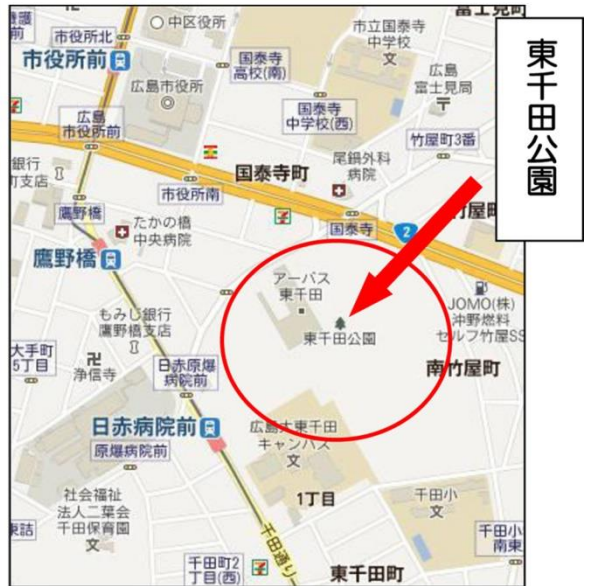 東千田公園
中区役所
市役所北
市役所前
広島市役所
国泰寺
高校(南)
市立国泰寺
中学校
文
広島
富士見局
広島
市役所前
国泰寺
中学校(西)
竹屋町3番
尾鍋外科
病院
国泰寺町
銀行
市役所南
鷹野橋
たかの橋
中央病院
国泰寺
2
鷹野橋
アーバス
東千田
東千田公園
JOMO(株)
沖野燃料
セルフ竹屋SS
もみじ銀行
鷹野橋支店
大手町
5丁目
浄信寺
日赤原爆
病院前
南竹屋町
日赤病院前
原爆病院前
広島大東千田
キャンパス
文
社会福祉
法人二葉会
千田保育園
文
1丁目
千田小
文
千田小
南東
千田通り
千田町2
丁目(西)
東千田町